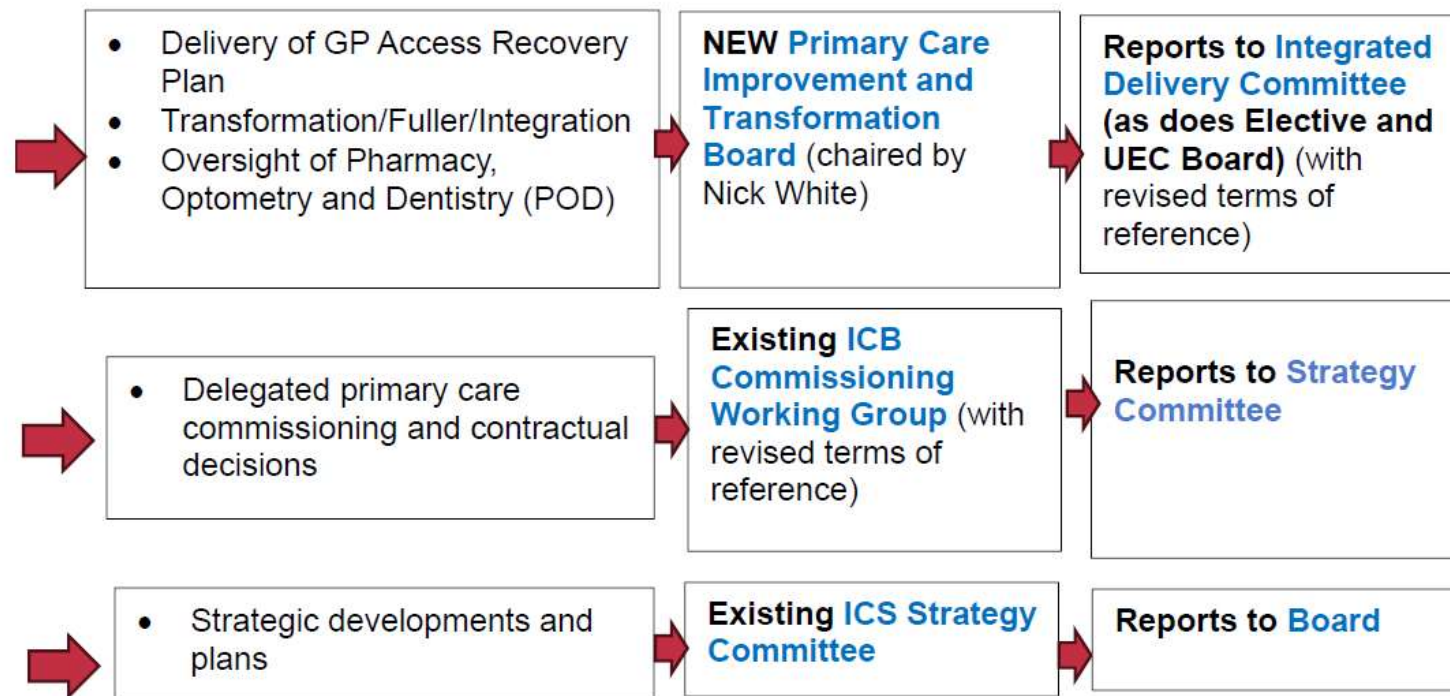 • Delivery of GP Access Recovery
Plan
• Transformation/Fuller/Integration
• Oversight of Pharmacy,
Optometry and Dentistry (POD)
NEW Primary Care
Improvement and
Transformation
Board (chaired by
Nick White)
Reports to Integrated
Delivery Committee
(as does Elective and
UEC Board) (with
revised terms of
reference)
• Delegated primary care
commissioning and contractual
decisions
Existing ICB
Commissioning
Working Group (with
revised terms of
reference)
Reports to Strategy
Committee
• Strategic developments and
plans
Existing ICS Strategy
Committee
Reports to Board